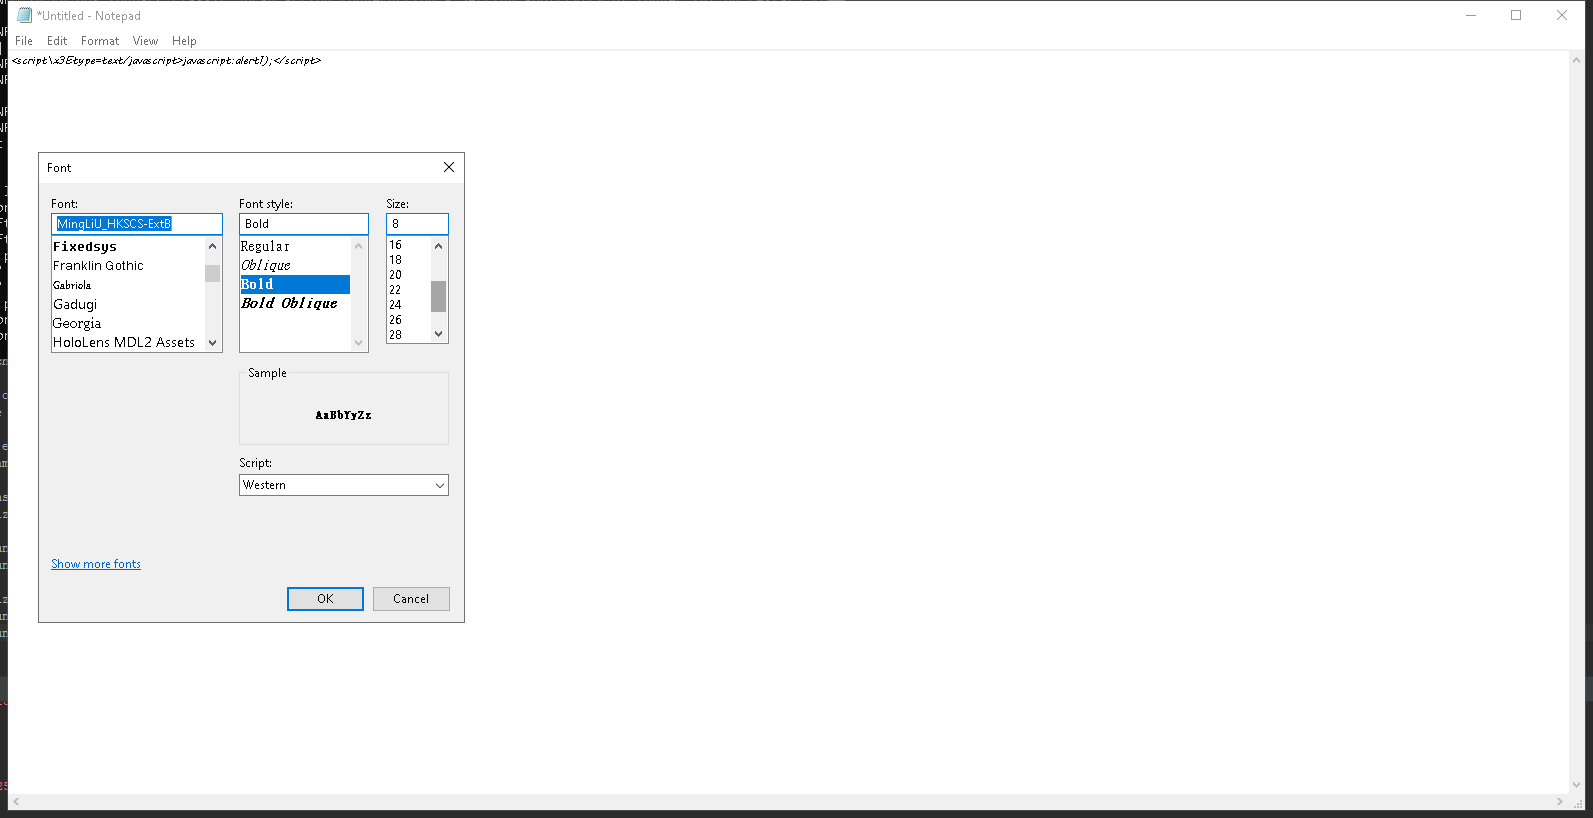 *Untitled - Notepad
File Edit Format View Help
<script\x3Etype=text/javascript>javascript:alert1);</script>
Font
Font: Font style: Size:
MingLiU_HKSCS-ExtB Bold 8
Fixedsys
Franklin Gothic
Gabriola
Gadugi
Georgia
HoloLens MDL2 Assets
Regular
Oblique
Bold
Bold Oblique
16
18
20
22
24
26
28
Sample
AaBbYyZz
Script:
Western
Show more fonts
OK Cancel